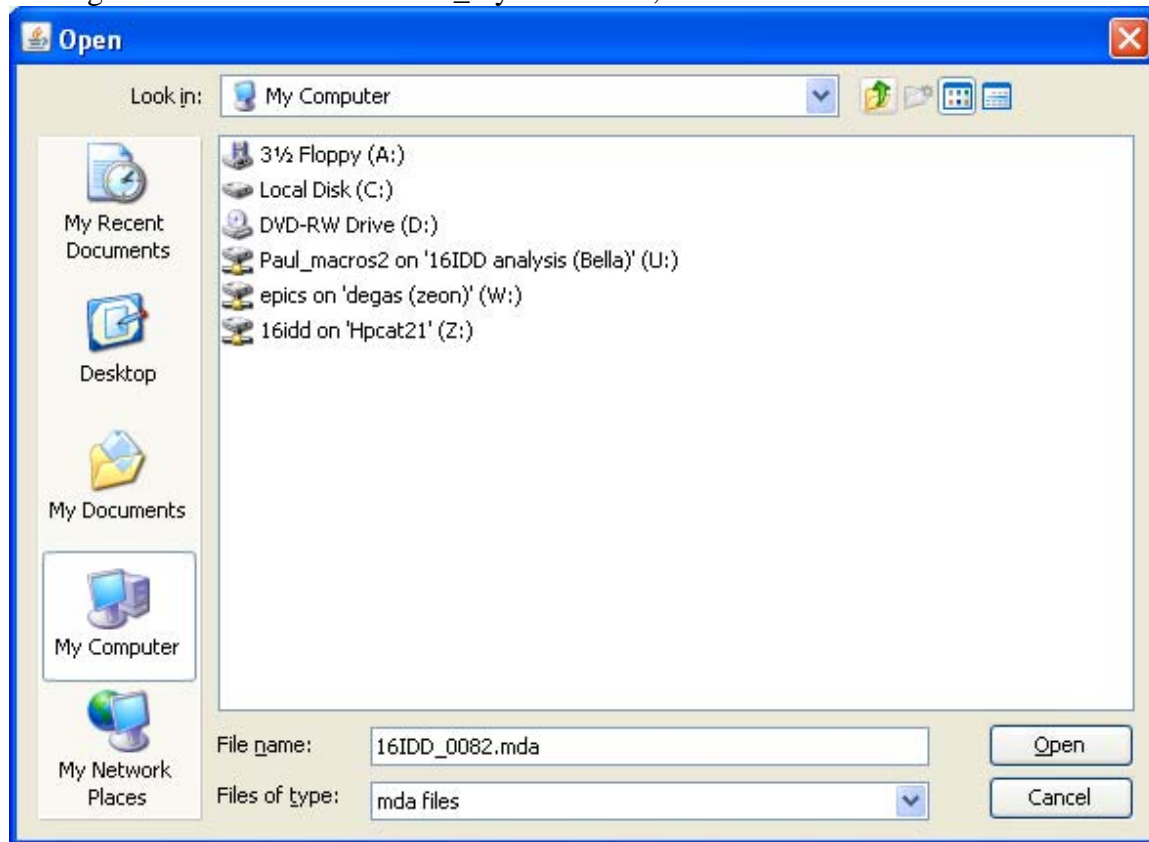 Open
Look in:
My Computer
My Recent
Documents
Desktop
My Documents
My Computer
My Network
Places
3½ Floppy (A:)
Local Disk (C:)
DVD-RW Drive (D:)
Paul_macros2 on '16IDD analysis (Bella)' (U:)
epics on 'degas (zeon)' (W:)
16idd on 'Hpcat21' (Z:)
File name:
16IDD_0082.mda
Open
Files of type:
mda files
Cancel